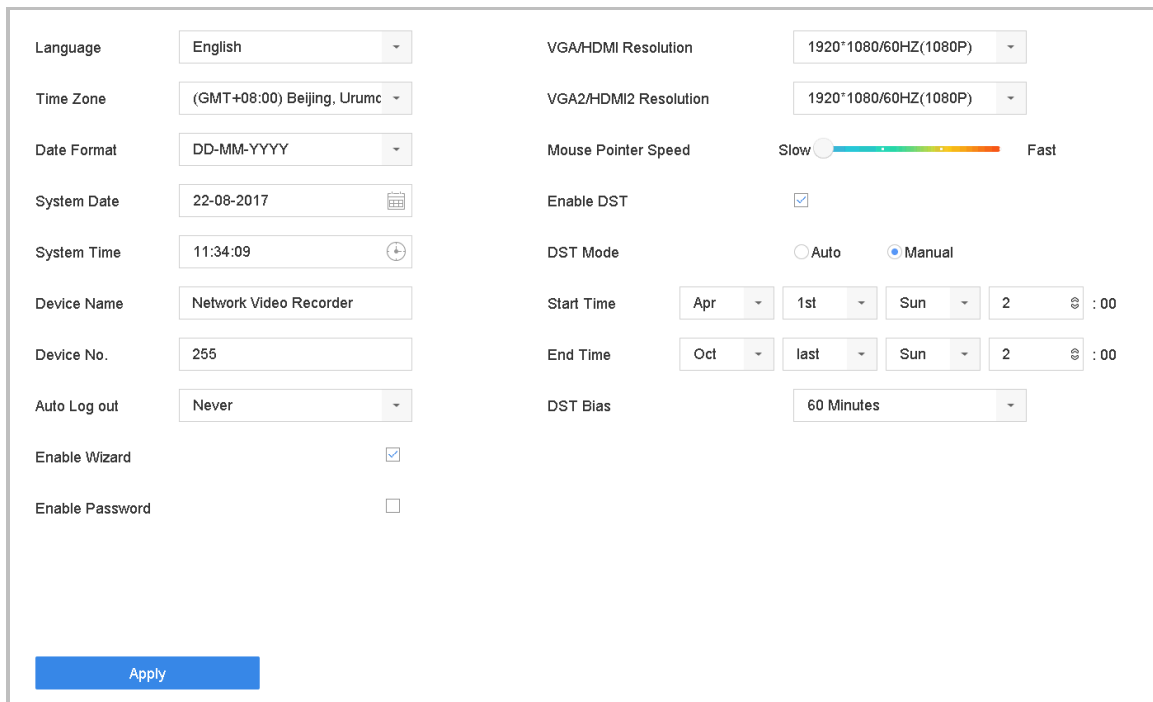 Language English
Time Zone (GMT+08:00) Beijing, Urumc
Date Format DD-MM-YYYY
System Date 22-08-2017
System Time 11:34:09
Device Name Network Video Recorder
Device No. 255
Auto Log out Never
Enable Wizard
Enable Password
VGA/HDMI Resolution 1920*1080/60HZ(1080P)
VGA2/HDMI2 Resolution 1920*1080/60HZ(1080P)
Mouse Pointer Speed Slow Fast
Enable DST
DST Mode Auto Manual
Start Time Apr 1st Sun 2 : 00
End Time Oct last Sun 2 : 00
DST Bias 60 Minutes
Apply